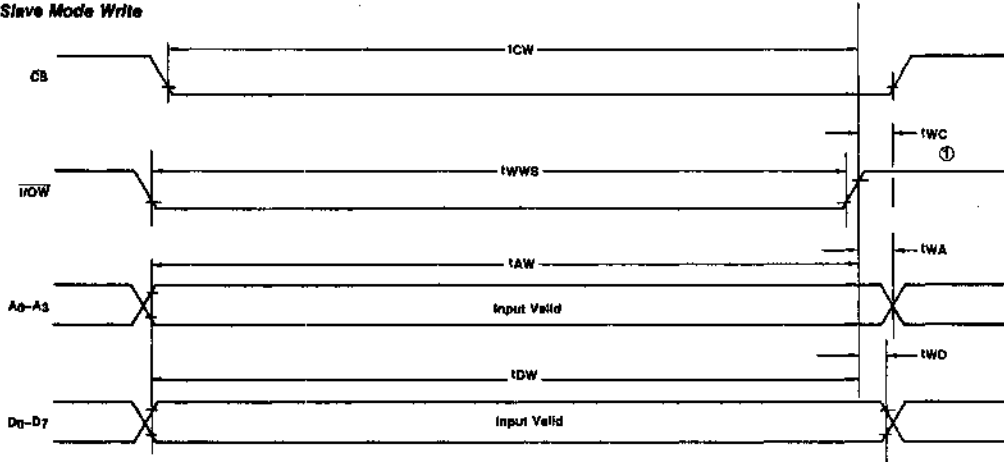 Slave Mode Write
tCW
CS
tWC
①
tWWS
I/OW
tWA
tAW
A0–A3
Input Valid
tWD
tDW
D0–D7
Input Valid